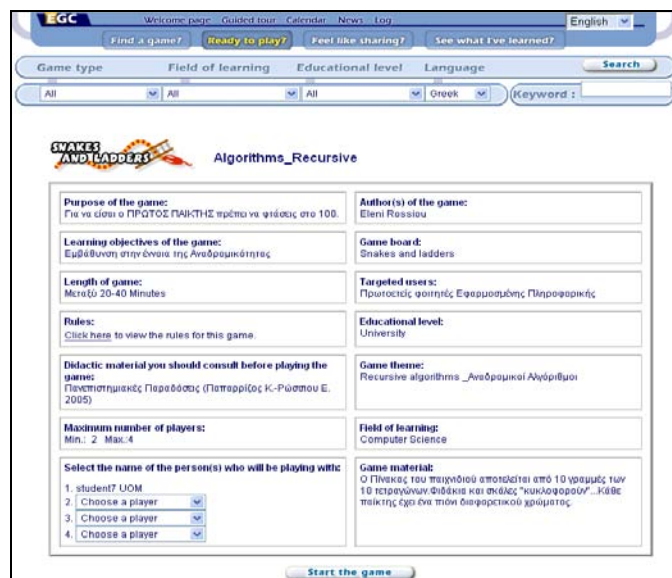 EGC
Welcome page Guided tour Calendar News Log
English
Find a game? Ready to play? Feel like sharing? See what I've learned?
Game type Field of learning Educational level Language
Search
All All All Greek Keyword :
SNAKES
AND LADDERS
Algorithms_Recursive
Purpose of the game:
Για να είσαι ο ΠΡΩΤΟΣ ΠΑΙΚΤΗΣ πρέπει να φτάσεις στο 100.
Author(s) of the game:
Eleni Rossiou
Learning objectives of the game:
Εμβάθυνση στην έννοια της Αναδρομικότητας
Game board:
Snakes and ladders
Length of game:
Μεταξύ 20-40 Minutes
Targeted users:
Πρωτοετείς φοιτητές Εφαρμοσμένης Πληροφορικής
Rules:
Click here to view the rules for this game.
Educational level:
University
Didactic material you should consult before playing the
game:
Πανεπιστημιακές Παραδόσεις (Παπαρρίζος Κ.-Ρώσσιου Ε.
2005)
Game theme:
Recursive algorithms _Αναδρομικοί Αλγόριθμοι
Maximum number of players:
Min.: 2 Max.:4
Field of learning:
Computer Science
Select the name of the person(s) who will be playing with:
1. student7 UOM
2. Choose a player
3. Choose a player
4. Choose a player
Game material:
Ο Πίνακας του παιχνιδιού αποτελείται από 10 γραμμές των
10 τετραγώνων.Φιδάκια και σκάλες "κυκλοφορούν"...Κάθε
παίκτης έχει ένα πιόνι διαφορετικού χρώματος.
Start the game